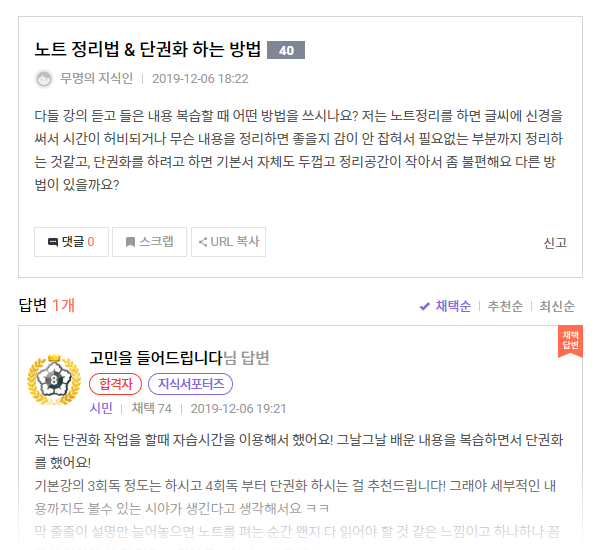 노트 정리법 & 단권화 하는 방법 40
무명의 지식인 2019-12-06 18:22
다들 강의 듣고 들은 내용 복습할 때 어떤 방법을 쓰시나요? 저는 노트정리를 하면 글씨에 신경을
써서 시간이 허비되거나 무슨 내용을 정리하면 좋을지 감이 안 잡혀서 필요없는 부분까지 정리하
는 것같고, 단권화를 하려고 하면 기본서 자체도 두껍고 정리공간이 작아서 좀 불편해요 다른 방
법이 있을까요?
댓글 0 스크랩 URL 복사 신고
답변 1개 채택순 추천순 최신순
채택
답변
고민을 들어드립니다님 답변
8 합격자 지식서포터즈
시민 채택 74 2019-12-06 19:21
저는 단권화 작업을 할때 자습시간을 이용해서 했어요! 그날그날 배운 내용을 복습하면서 단권화
를 했어요!
기본강의 3회독 정도는 하시고 4회독 부터 단권화 하시는 걸 추천드립니다! 그래야 세부적인 내
용까지도 볼수 있는 시야가 생긴다고 생각해서요 ㅋㅋ
막 줄줄이 설명만 늘어놓으면 노트를 펴는 순간 왠지 다 읽어야 할 것 같은 느낌이고 하나하나 꼼